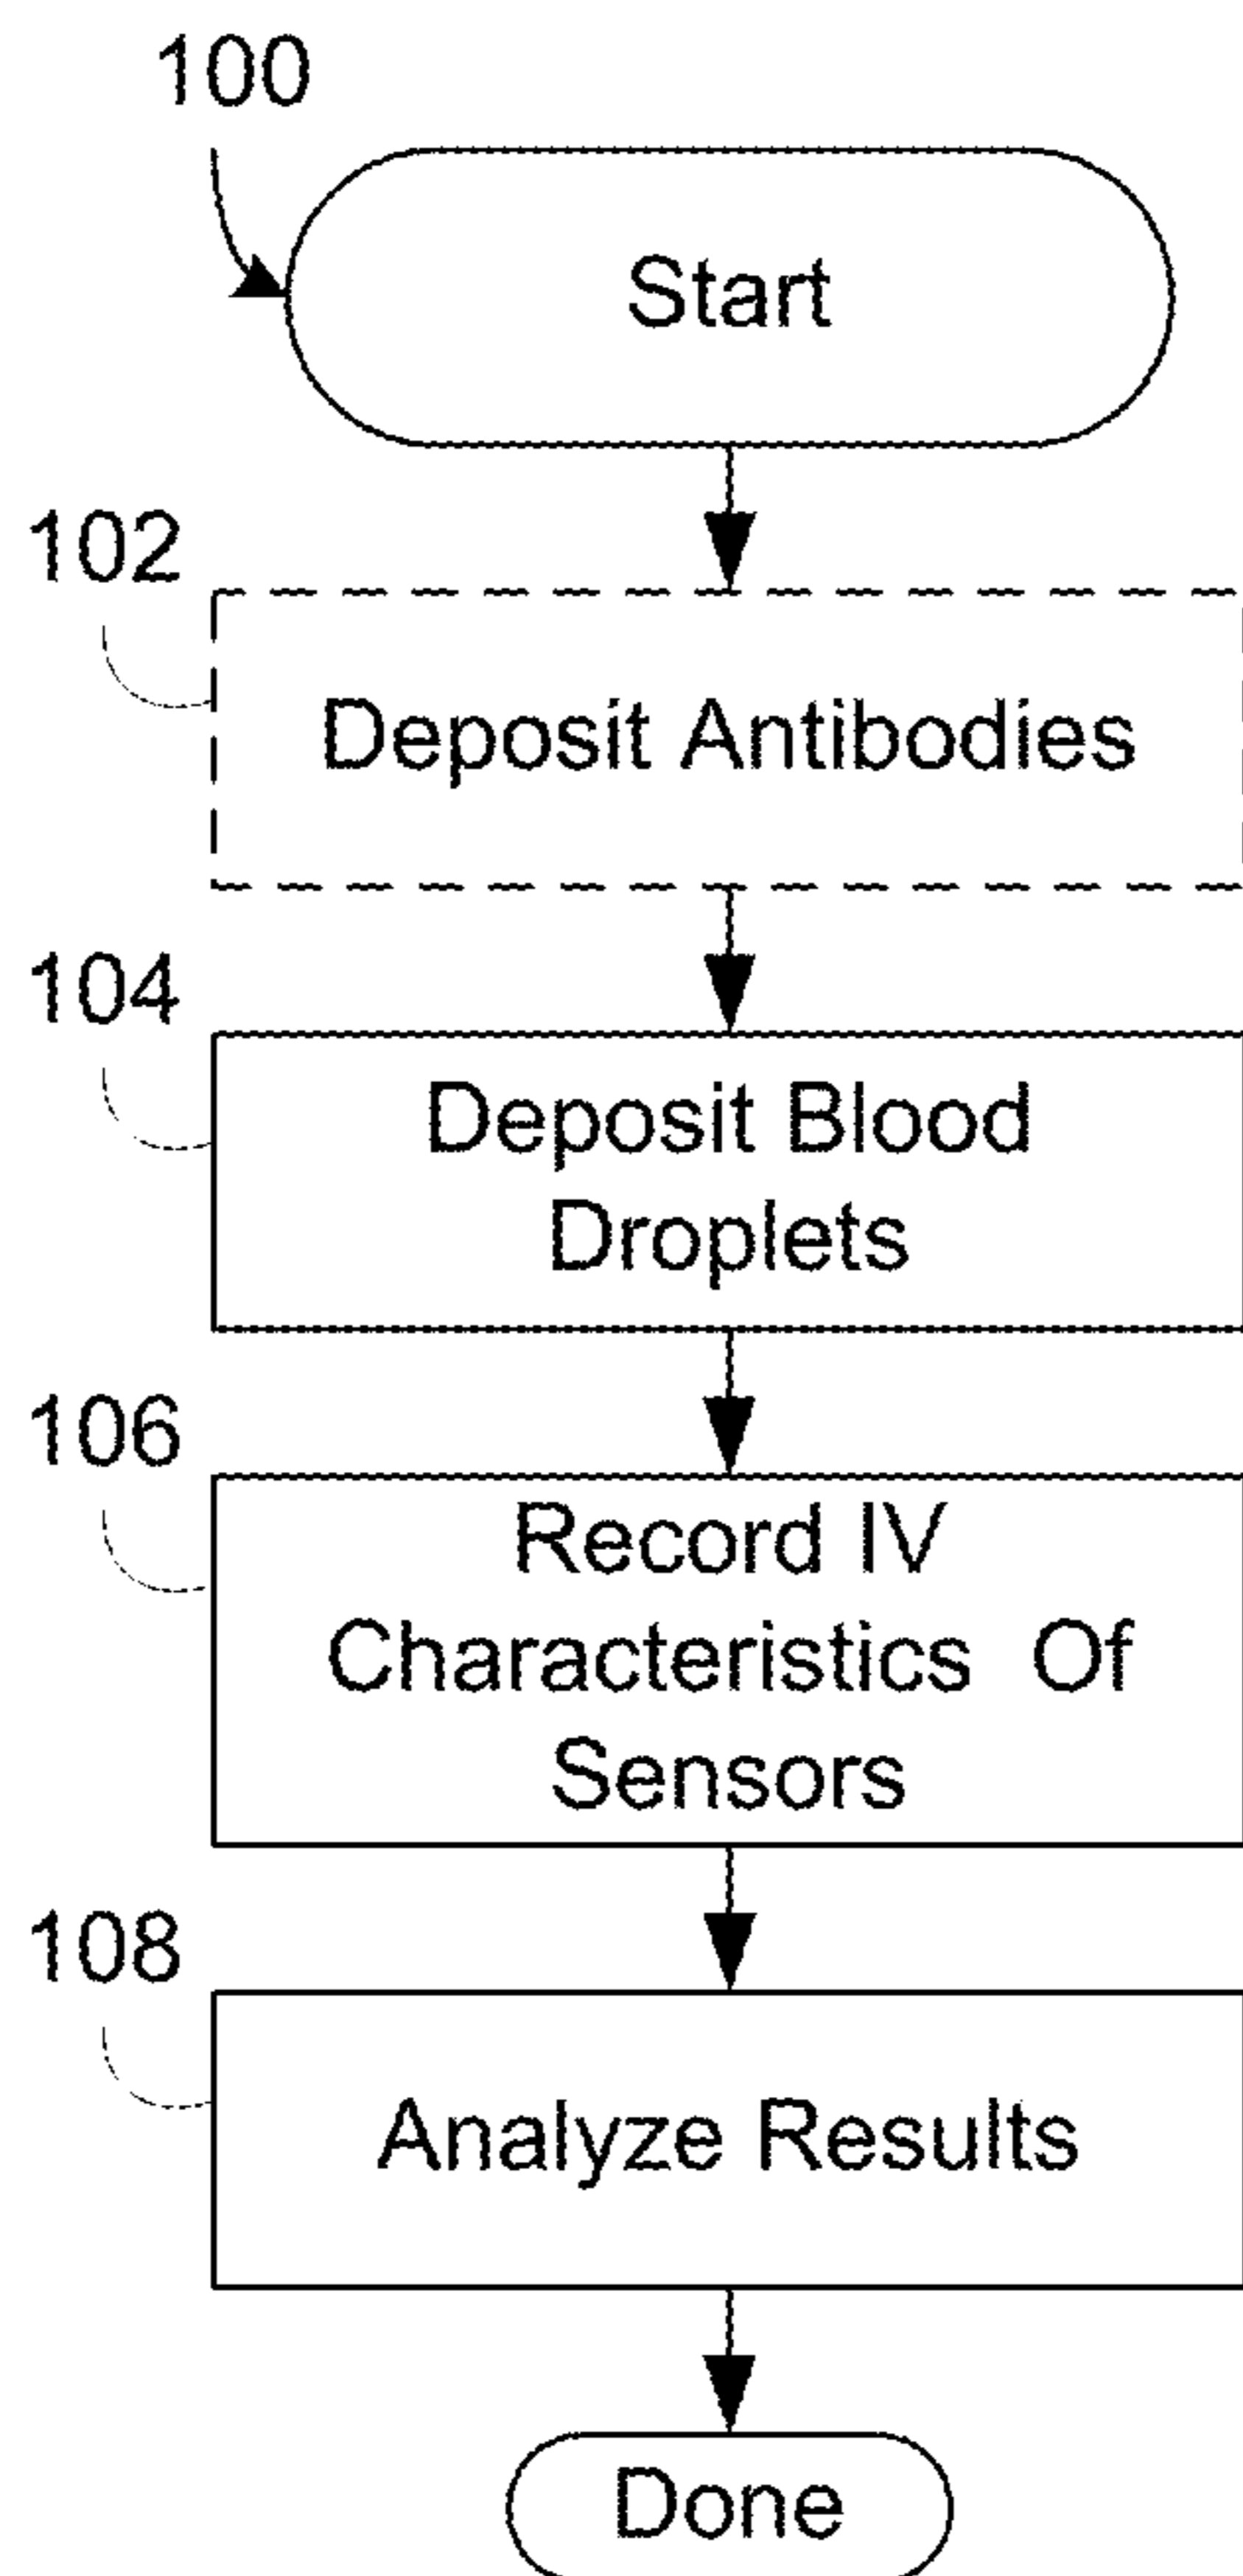 100
Start
102
Deposit Antibodies
104
Deposit Blood
Droplets
106
Record IV
Characteristics Of
Sensors
108
Analyze Results
Done